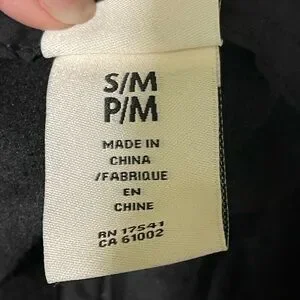 S/M
P/M
MADE IN
CHINA
/FABRIQUE
EN
CHINE
RN 17541
CA 61002